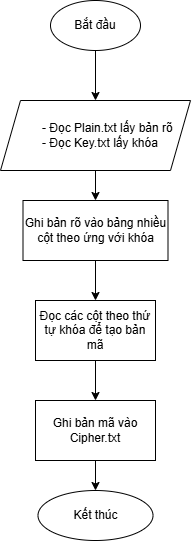 Bắt đầu
- Đọc Plain.txt lấy bản rõ
- Đọc Key.txt lấy khóa
Ghi bản rõ vào bảng nhiều
cột theo ứng với khóa
Đọc các cột theo thứ
tự khóa để tạo bản
mã
Ghi bản mã vào
Cipher.txt
Kết thúc